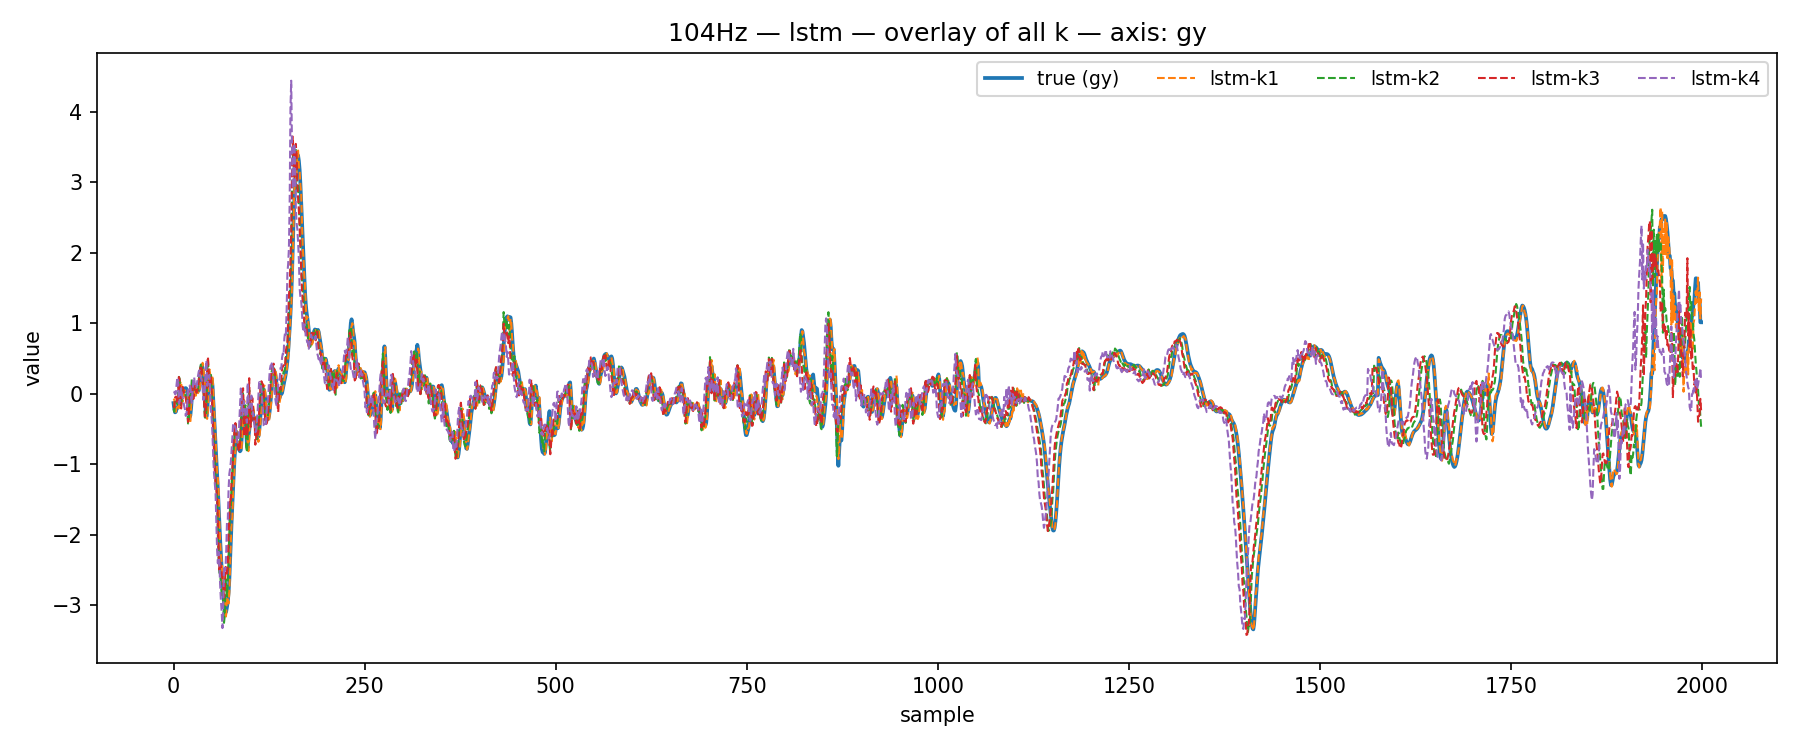 104Hz — lstm — overlay of all k — axis: gy
true (gy) lstm-k1 lstm-k2 lstm-k3 lstm-k4
value
4
3
2
1
0
−1
−2
−3
0 250 500 750 1000 1250 1500 1750 2000
sample